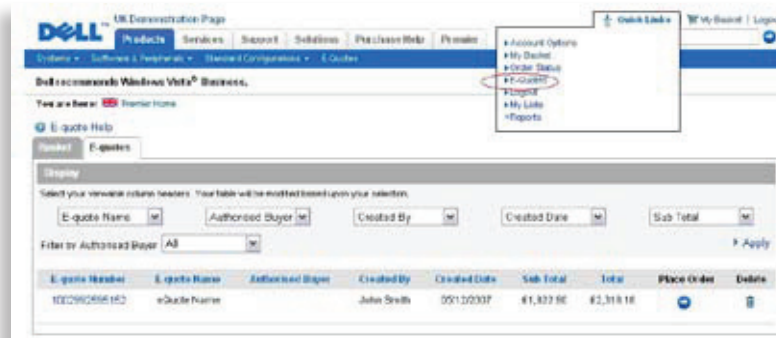 DELL
UK Demonstration Page
Quick Links
My Basket | Login
Products Services Support Solutions Purchase Help Premier
Systems Software & Peripherals Standard Configurations E-Quotes
Account Options
My Basket
Order Status
E-Quotes
Logout
My Links
Reports
Dell recommends Windows Vista® Business.
You are here: Premier Home
E-quote Help
Basket E-quotes
Display
Select your viewable column headers. Your table will be modified based upon your selection.
E-quote Name Authorised Buyer Created By Created Date Sub Total
Filter by Authorised Buyer All
Apply
E-quote Number E-quote Name Authorised Buyer Created By Created Date Sub Total Total Place Order Delete
eQuote Name John Smith 05/12/2007